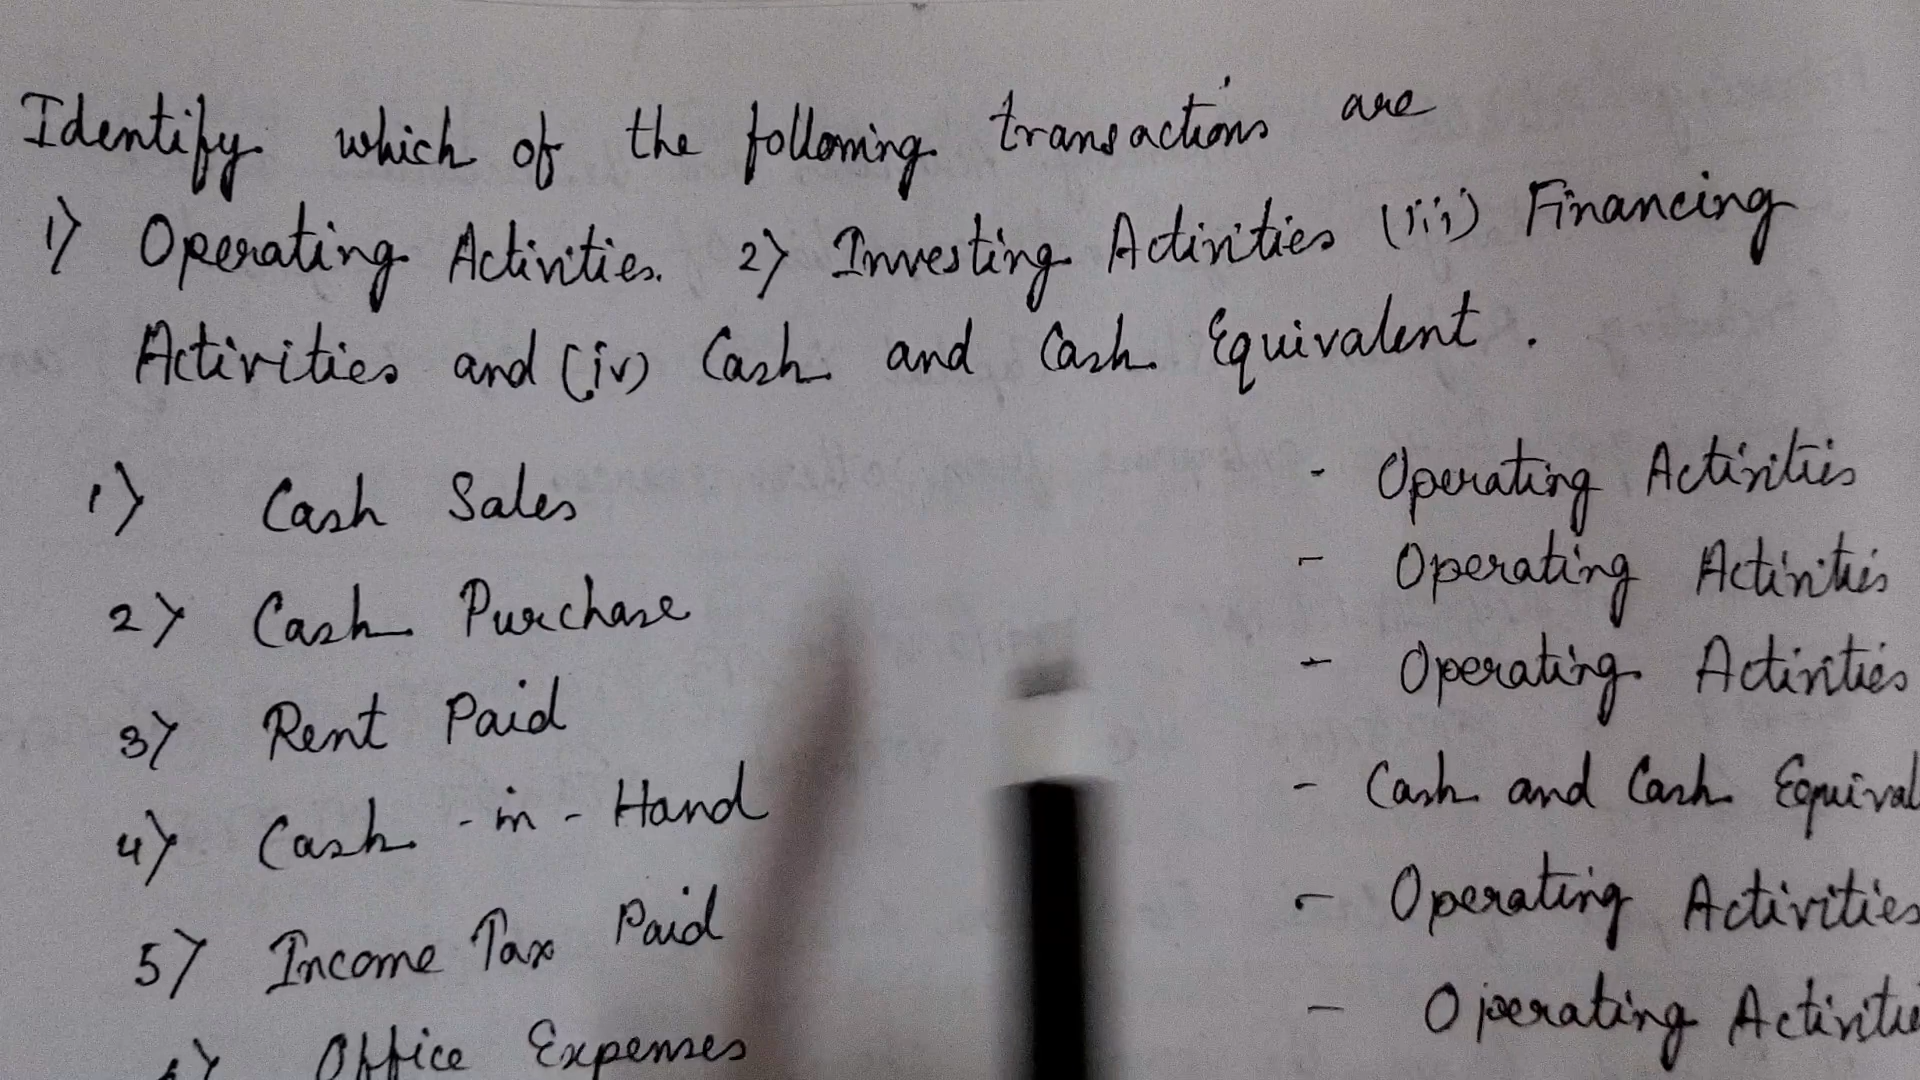 Identify which of the following transactions are
1) Operating Activities. 2) Investing Activities (iii) Financing
Activities and (iv) Cash and Cash Equivalent.
1) Cash Sales - Operating Activities
2) Cash Purchase - Operating Activities
3) Rent Paid - Operating Activities
4) Cash-in-Hand - Cash and Cash Equival
5) Income Tax Paid - Operating Activities
6) Office Expenses - Operating Activitie